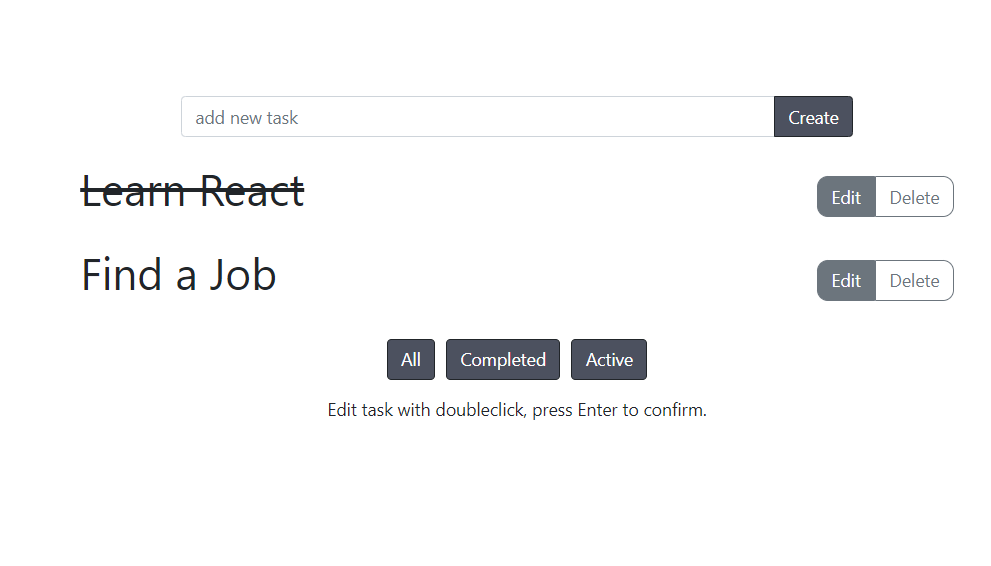 add new task Create
Learn React Edit Delete
Find a Job Edit Delete
All Completed Active
Edit task with doubleclick, press Enter to confirm.